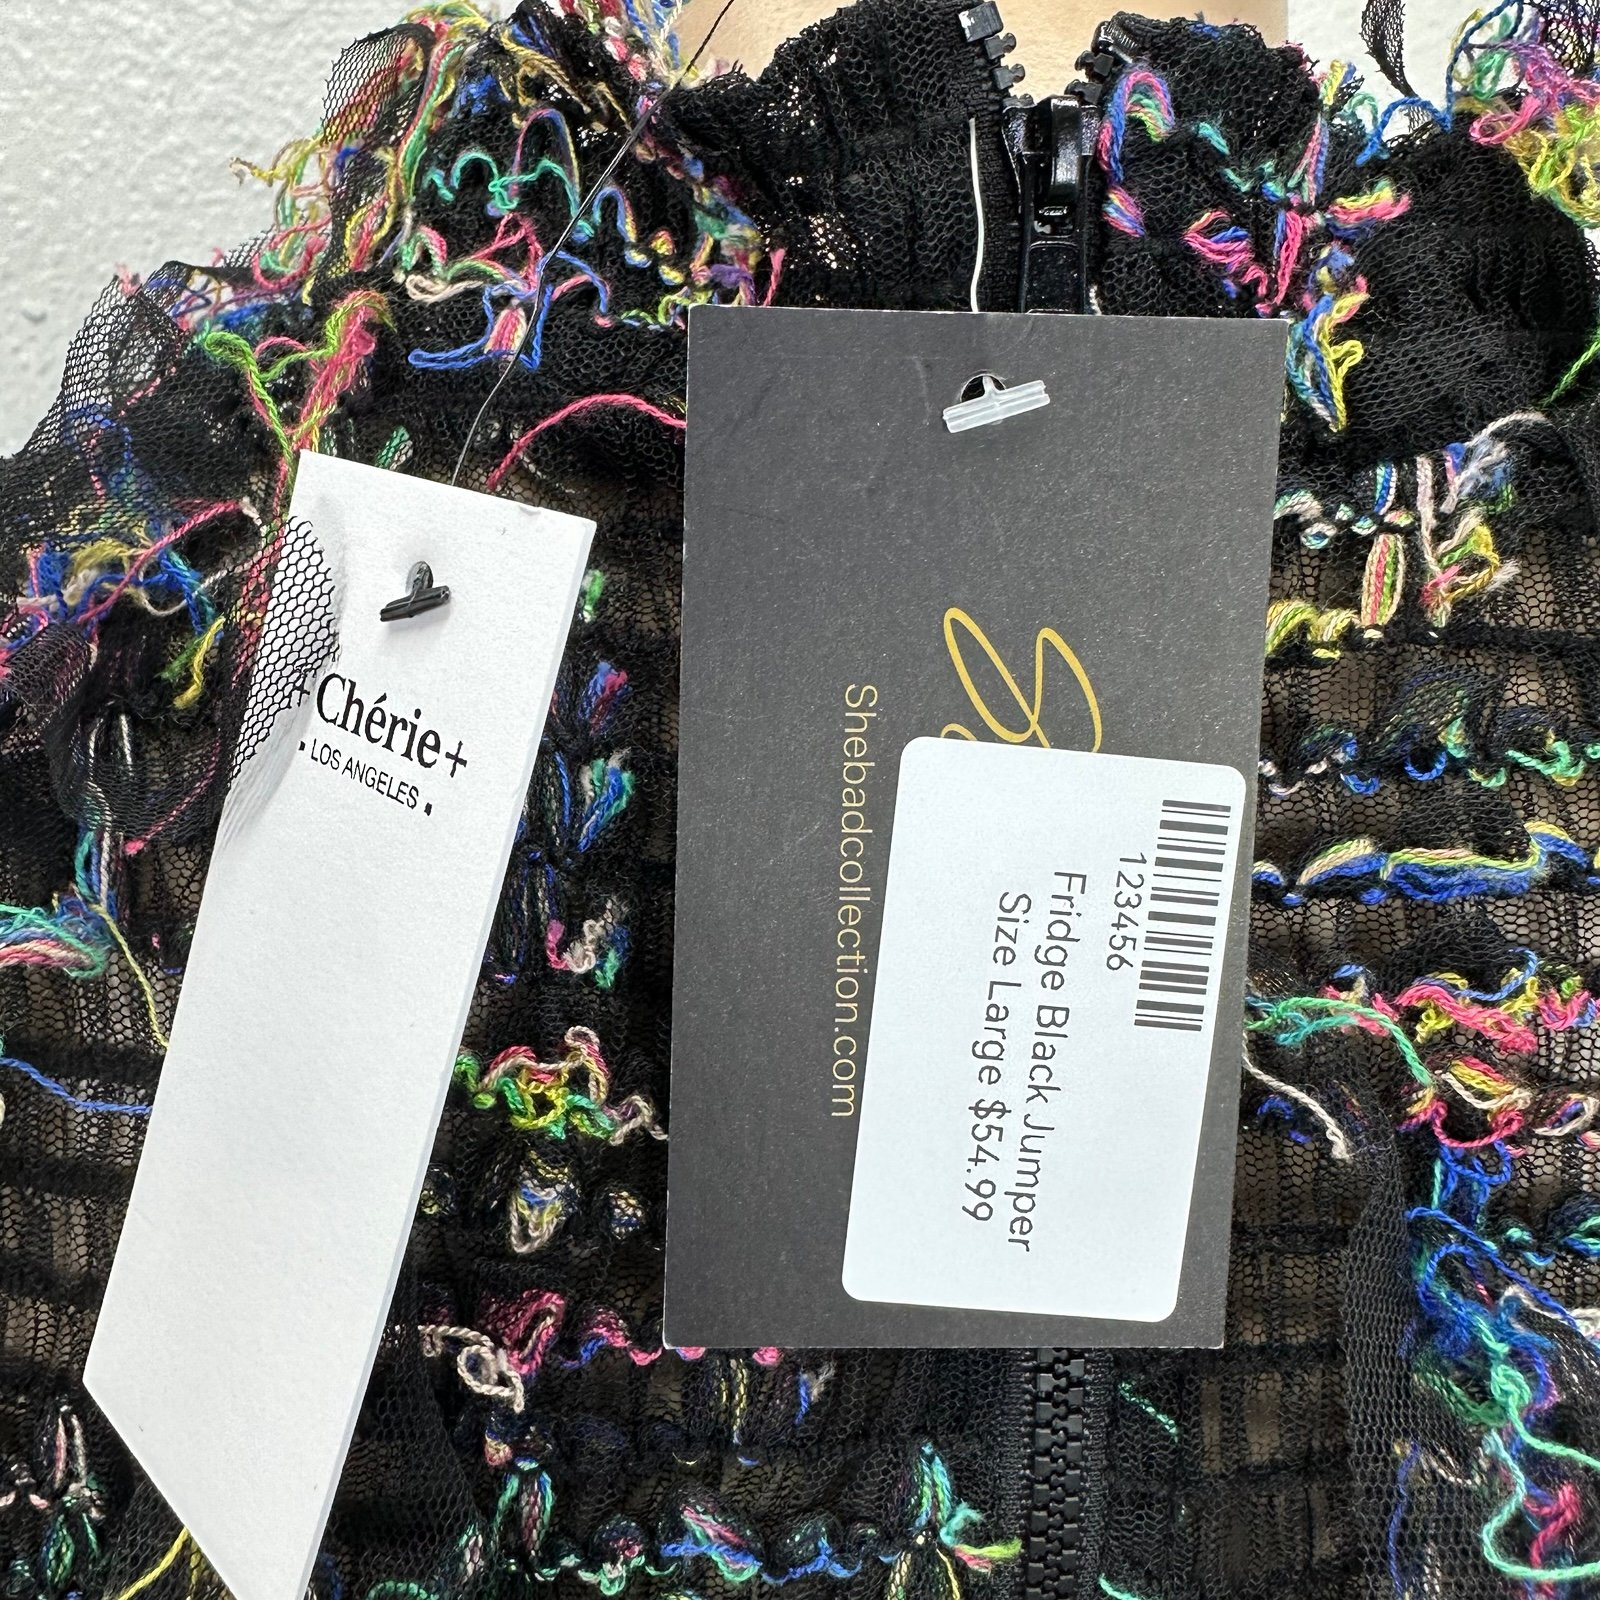 +Chérie+
. LOS ANGELES .
Shebadcollection.com
123456
Fridge Black Jumper
Size Large $54.99